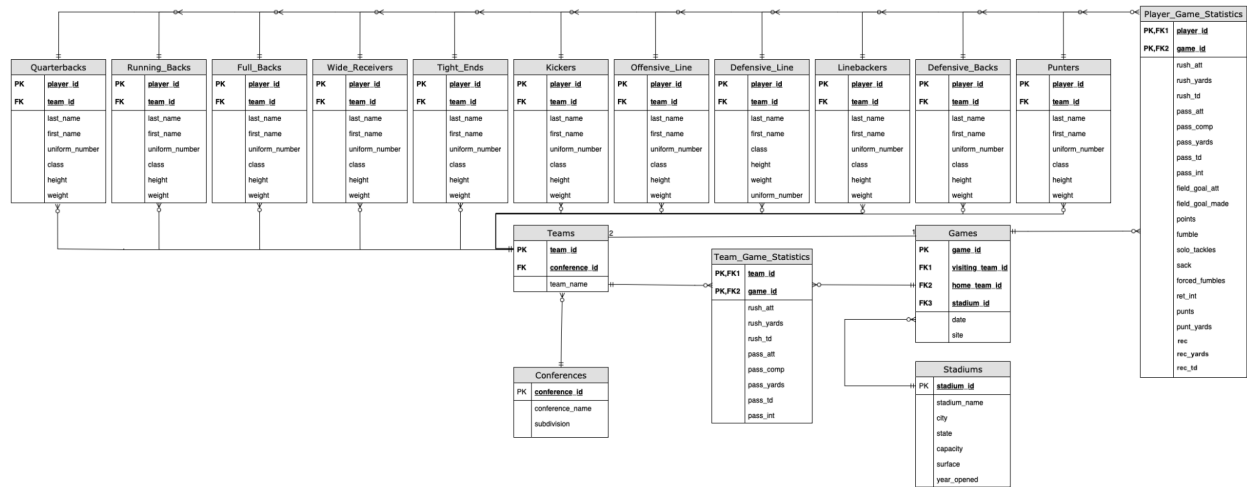 Player_Game_Statistics
PK,FK1 player_id
PK,FK2 game_id
rush_att
rush_yards
rush_td
pass_att
pass_comp
pass_yards
pass_td
pass_int
field_goal_att
field_goal_made
points
fumble
solo_tackles
sack
forced_fumbles
ret_int
punts
punt_yards
rec
rec_yards
rec_td
Quarterbacks
PK player_id
FK team_id
last_name
first_name
uniform_number
class
height
weight
Running_Backs
PK player_id
FK team_id
last_name
first_name
uniform_number
class
height
weight
Full_Backs
PK player_id
FK team_id
last_name
first_name
uniform_number
class
height
weight
Wide_Receivers
PK player_id
FK team_id
last_name
first_name
uniform_number
class
height
weight
Tight_Ends
PK player_id
FK team_id
last_name
first_name
uniform_number
class
height
weight
Kickers
PK player_id
FK team_id
last_name
first_name
uniform_number
class
height
weight
Offensive_Line
PK player_id
FK team_id
last_name
first_name
uniform_number
class
height
weight
Defensive_Line
PK player_id
FK team_id
last_name
first_name
class
height
weight
uniform_number
Linebackers
PK player_id
FK team_id
last_name
first_name
uniform_number
class
height
weight
Defensive_Backs
PK player_id
FK team_id
last_name
first_name
uniform_number
class
height
weight
Punters
PK player_id
FK team_id
last_name
first_name
uniform_number
class
height
weight
Teams
PK team_id
FK conference_id
team_name
2
1
Team_Game_Statistics
PK,FK1 team_id
PK,FK2 game_id
rush_att
rush_yards
rush_td
pass_att
pass_comp
pass_yards
pass_td
pass_int
Games
PK game_id
FK1 visiting_team_id
FK2 home_team_id
FK3 stadium_id
date
site
Conferences
PK conference_id
conference_name
subdivision
Stadiums
PK stadium_id
stadium_name
city
state
capacity
surface
year_opened